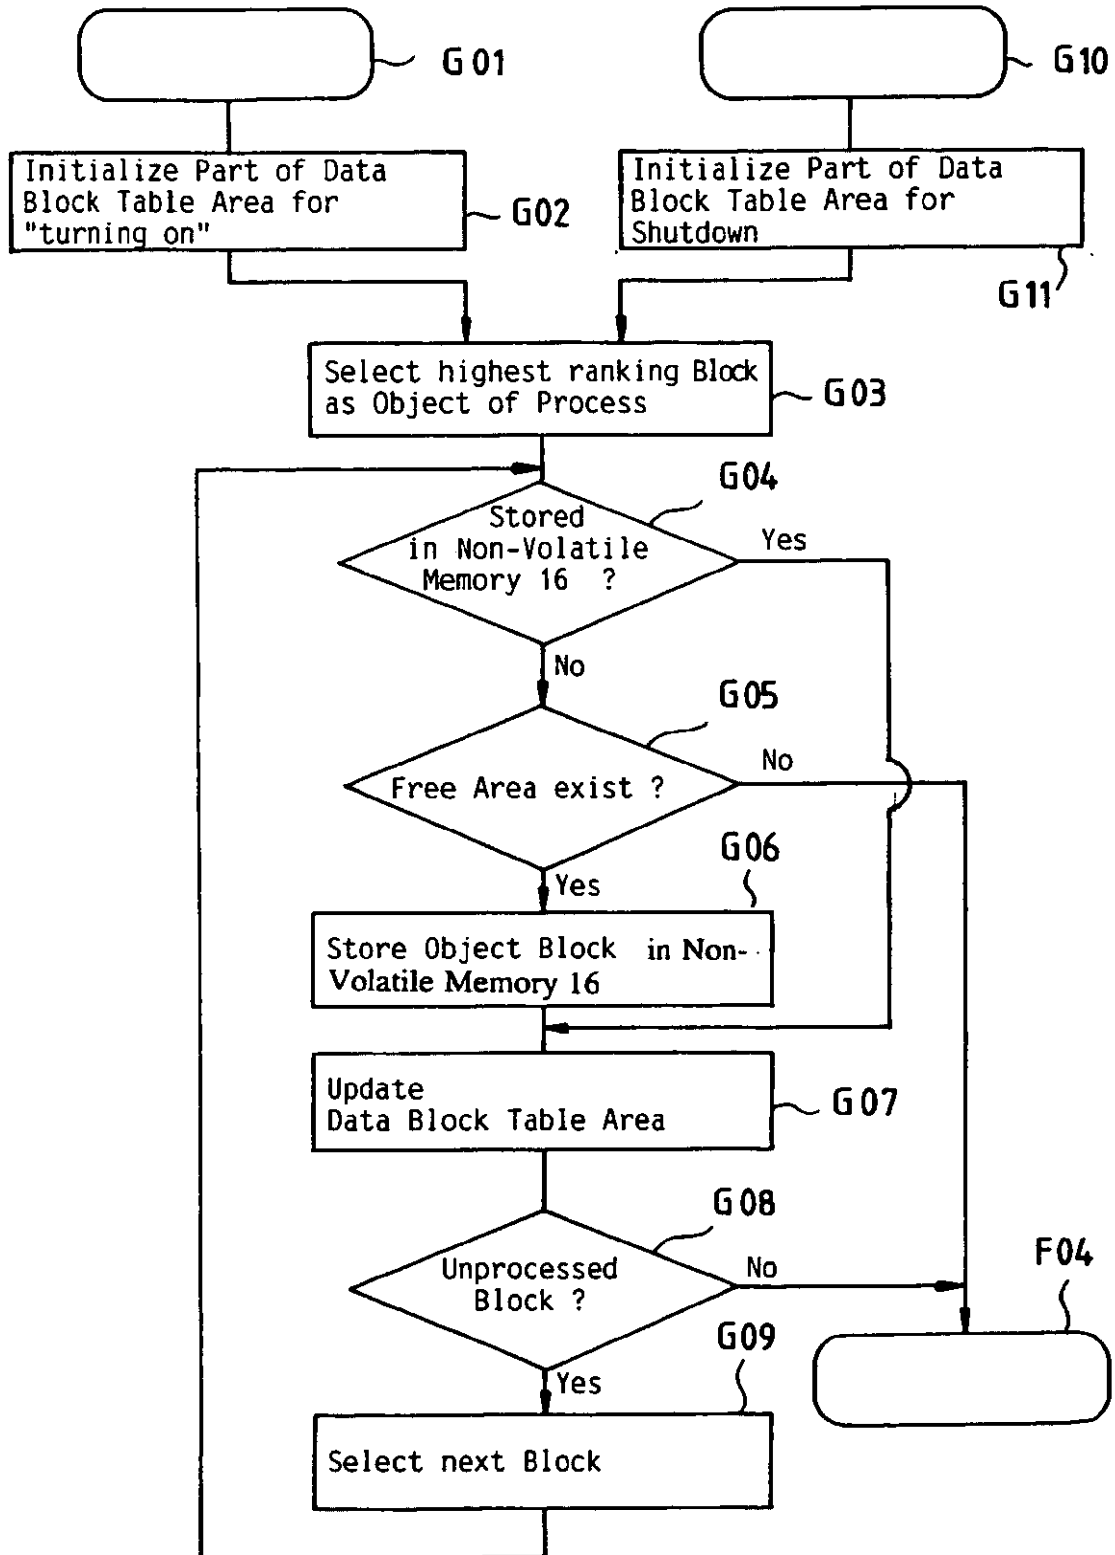 G01
G10
Initialize Part of Data
Block Table Area for
"turning on"
G02
Initialize Part of Data
Block Table Area for
Shutdown
G11
Select highest ranking Block
as Object of Process
G03
G04
Stored
in Non-Volatile
Memory 16 ?
Yes
No
G05
Free Area exist ?
No
G06
Yes
Store Object Block in Non-
Volatile Memory 16
Update
Data Block Table Area
G07
G08
Unprocessed
Block ?
No
F04
G09
Yes
Select next Block